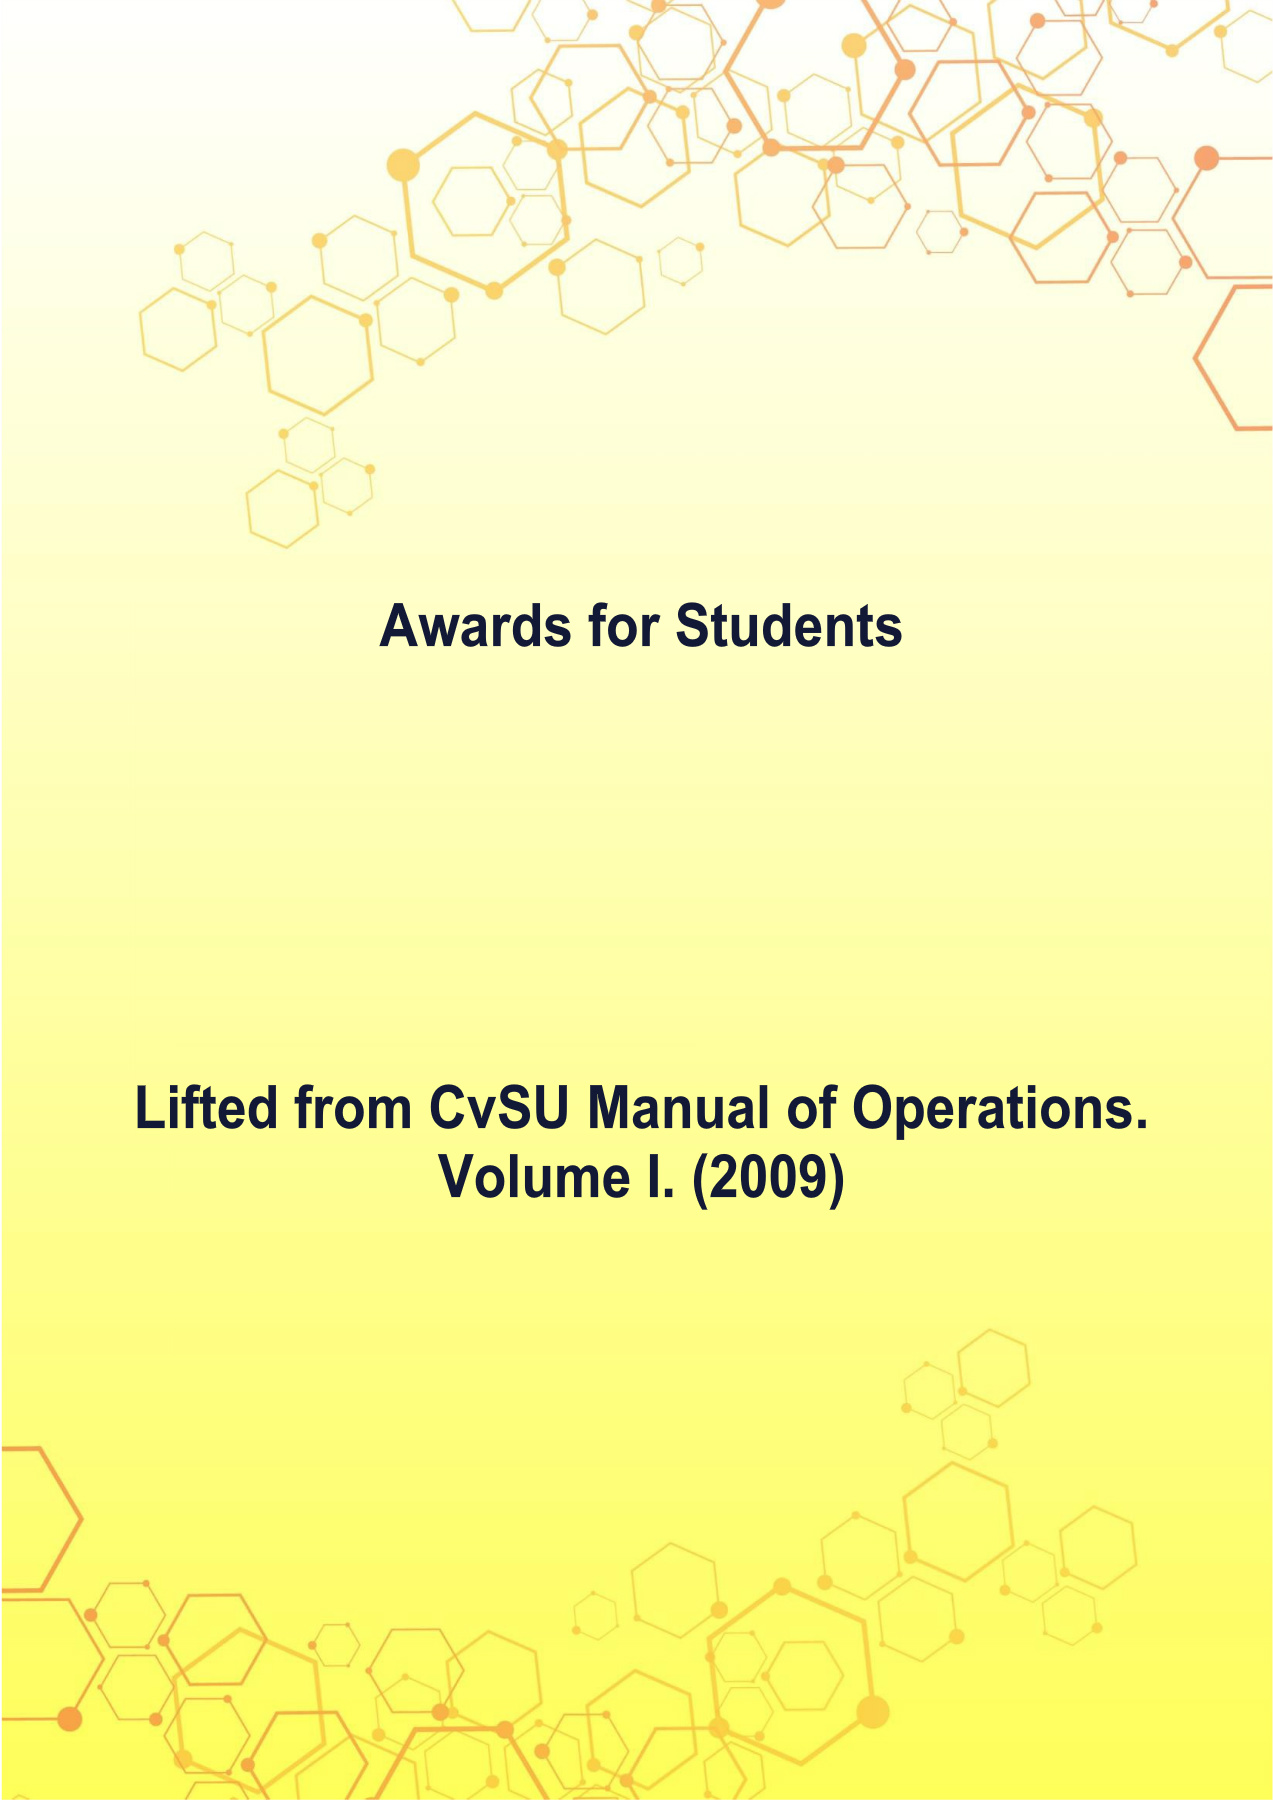 Awards for Students
Lifted from CvSU Manual of Operations.
Volume I. (2009)